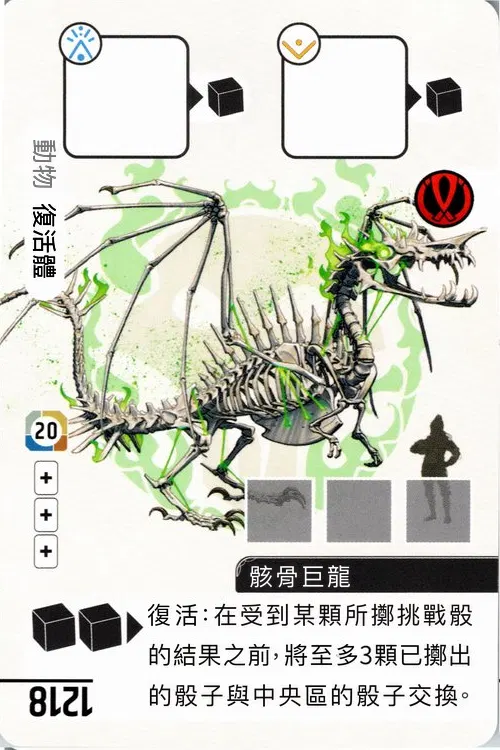 動物 復活體
20
+
+
+
骸骨巨龍
復活：在受到某顆所擲挑戰骰
的結果之前，將至多3顆已擲出
的骰子與中央區的骰子交換。
1218